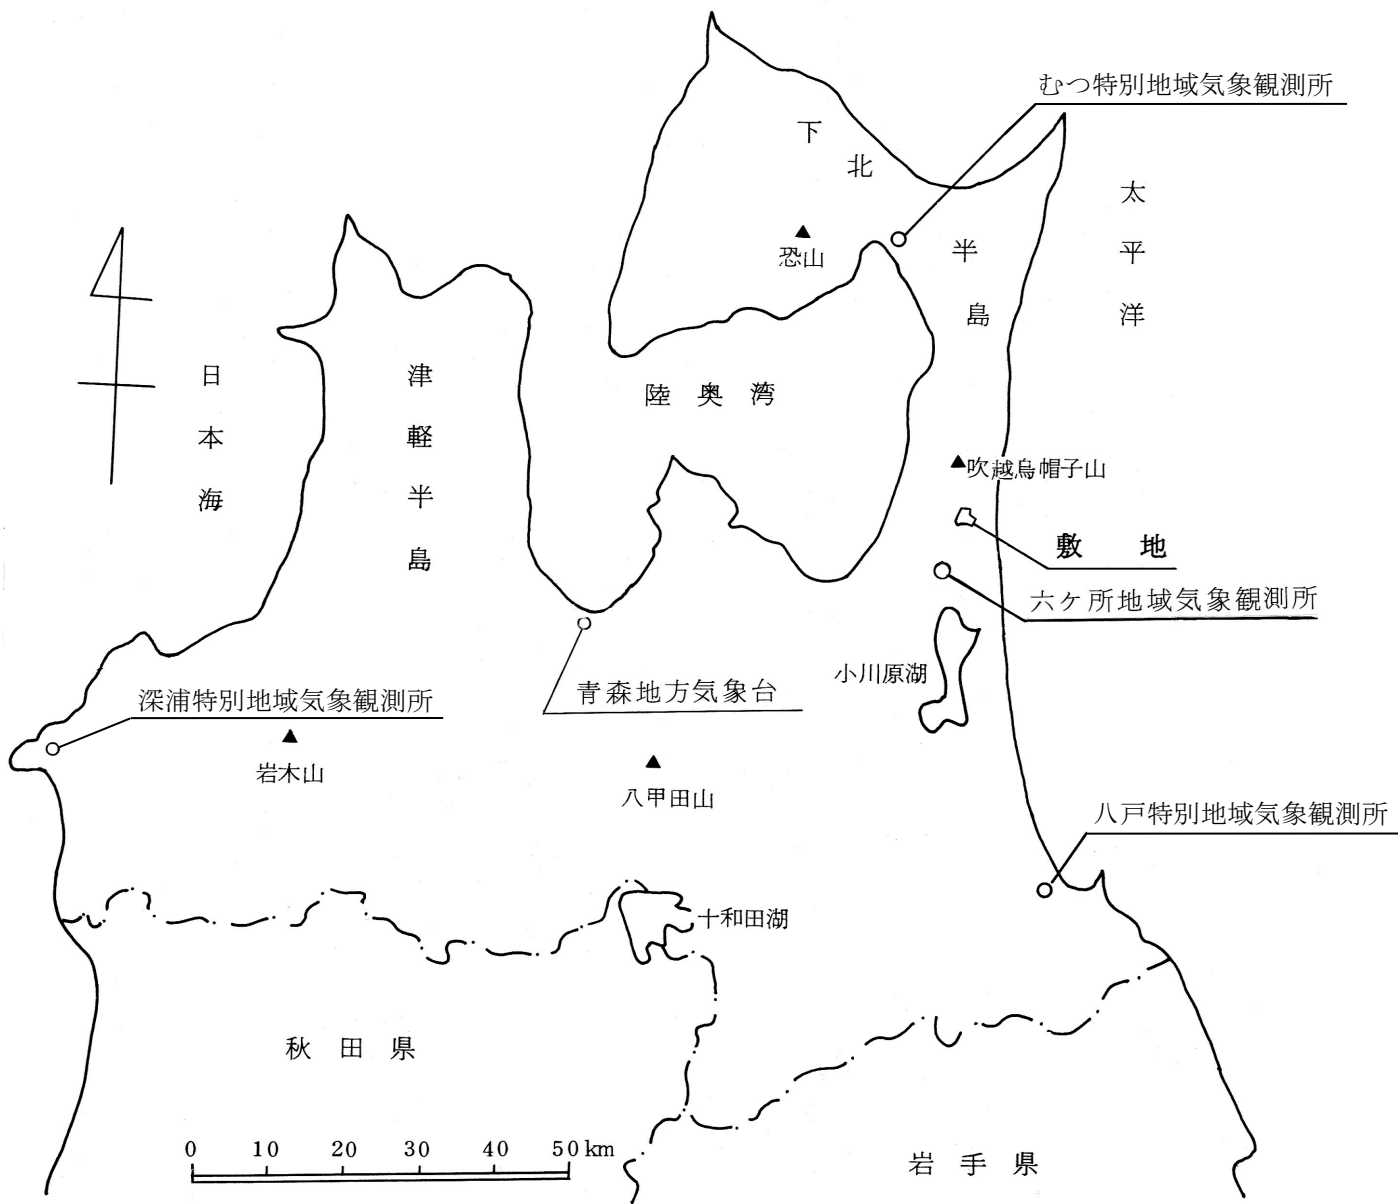 むつ特別地域気象観測所
下北半島
太平洋
恐山
日本海
津軽半島
陸奥湾
吹越烏帽子山
敷地
六ケ所地域気象観測所
小川原湖
青森地方気象台
深浦特別地域気象観測所
岩木山
八甲田山
八戸特別地域気象観測所
十和田湖
秋田県
岩手県
0 10 20 30 40 50 km